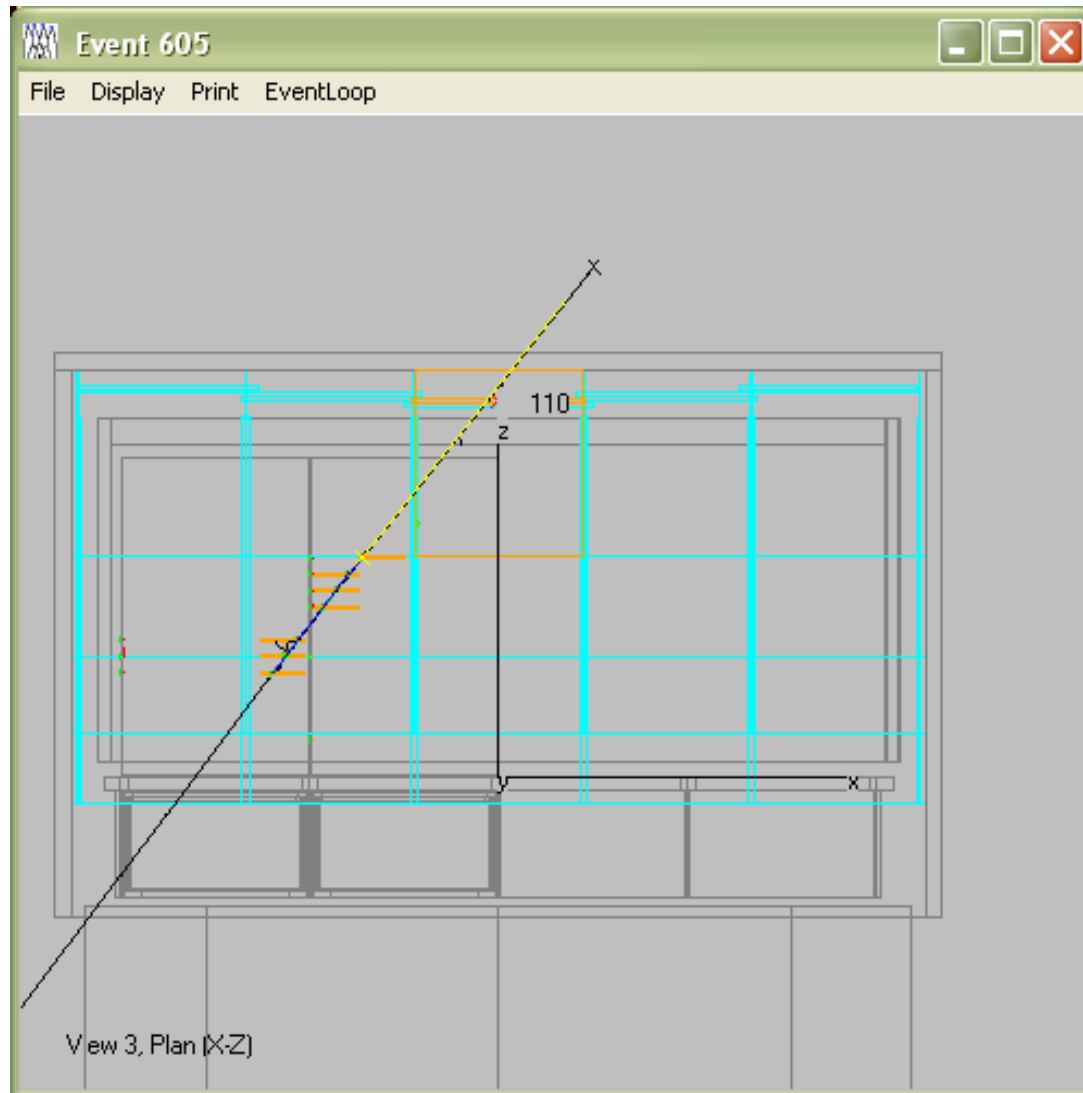 Event 605
File Display Print EventLoop
x
110
z
y
x
View 3, Plan (X-Z)